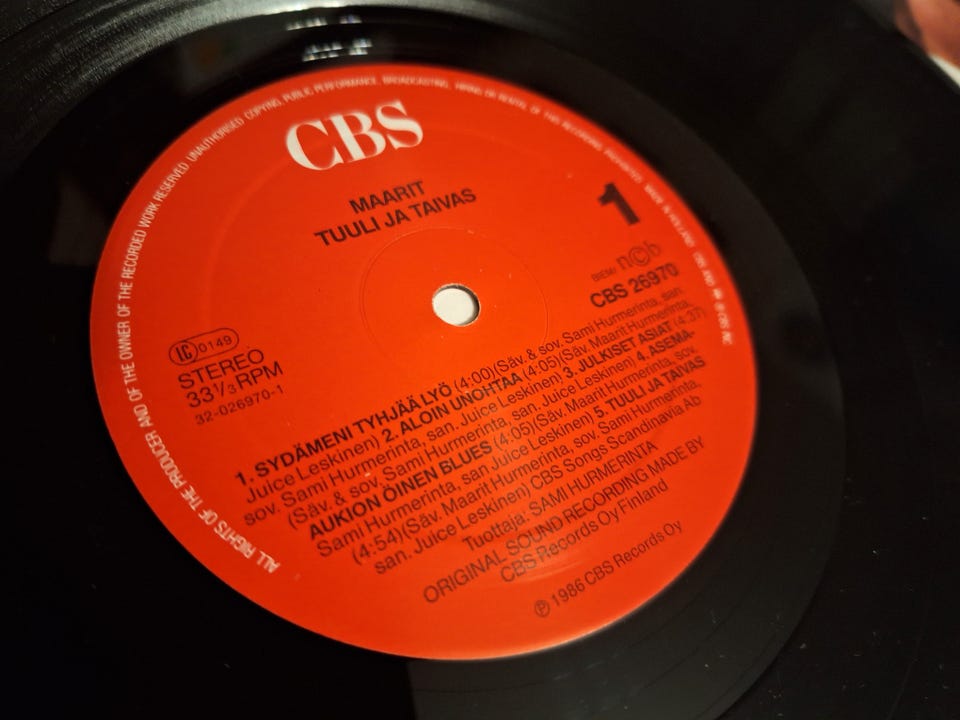 CBS
MAARIT
TUULI JA TAIVAS
1
BIEM/ n©b
CBS 26970
LC 0149
STEREO
33 1/3 RPM
32-026970-1
1. SYDÄMENI TYHJÄÄ LYÖ (4:00)(Säv. & sov. Sami Hurmerinta, san.
Juice Leskinen) 2. ALOIN UNOHTAA (4:05)(Säv. Maarit Hurmerinta,
sov. Sami Hurmerinta, san. Juice Leskinen) 3. JULKISET ASIAT (4:37)
(Säv. & sov. Sami Hurmerinta, san. Juice Leskinen) 4. ASEMA-
AUKION ÖINEN BLUES (4:05)(Säv. Maarit Hurmerinta, sov.
Sami Hurmerinta, san Juice Leskinen) 5. TUULI JA TAIVAS
(4:54)(Säv. Maarit Hurmerinta, sov. Sami Hurmerinta,
san. Juice Leskinen) CBS Songs Scandinavia Ab
Tuottaja: SAMI HURMERINTA
ORIGINAL SOUND RECORDING MADE BY
CBS Records Oy Finland
℗ 1986 CBS Records Oy
ALL RIGHTS OF THE PRODUCER AND OF THE OWNER OF THE RECORDED WORK RESERVED. UNAUTHORISED COPYING, PUBLIC PERFORMANCE, BROADCASTING, HIRING OR RENTAL OF THIS RECORDING PROHIBITED. MADE IN